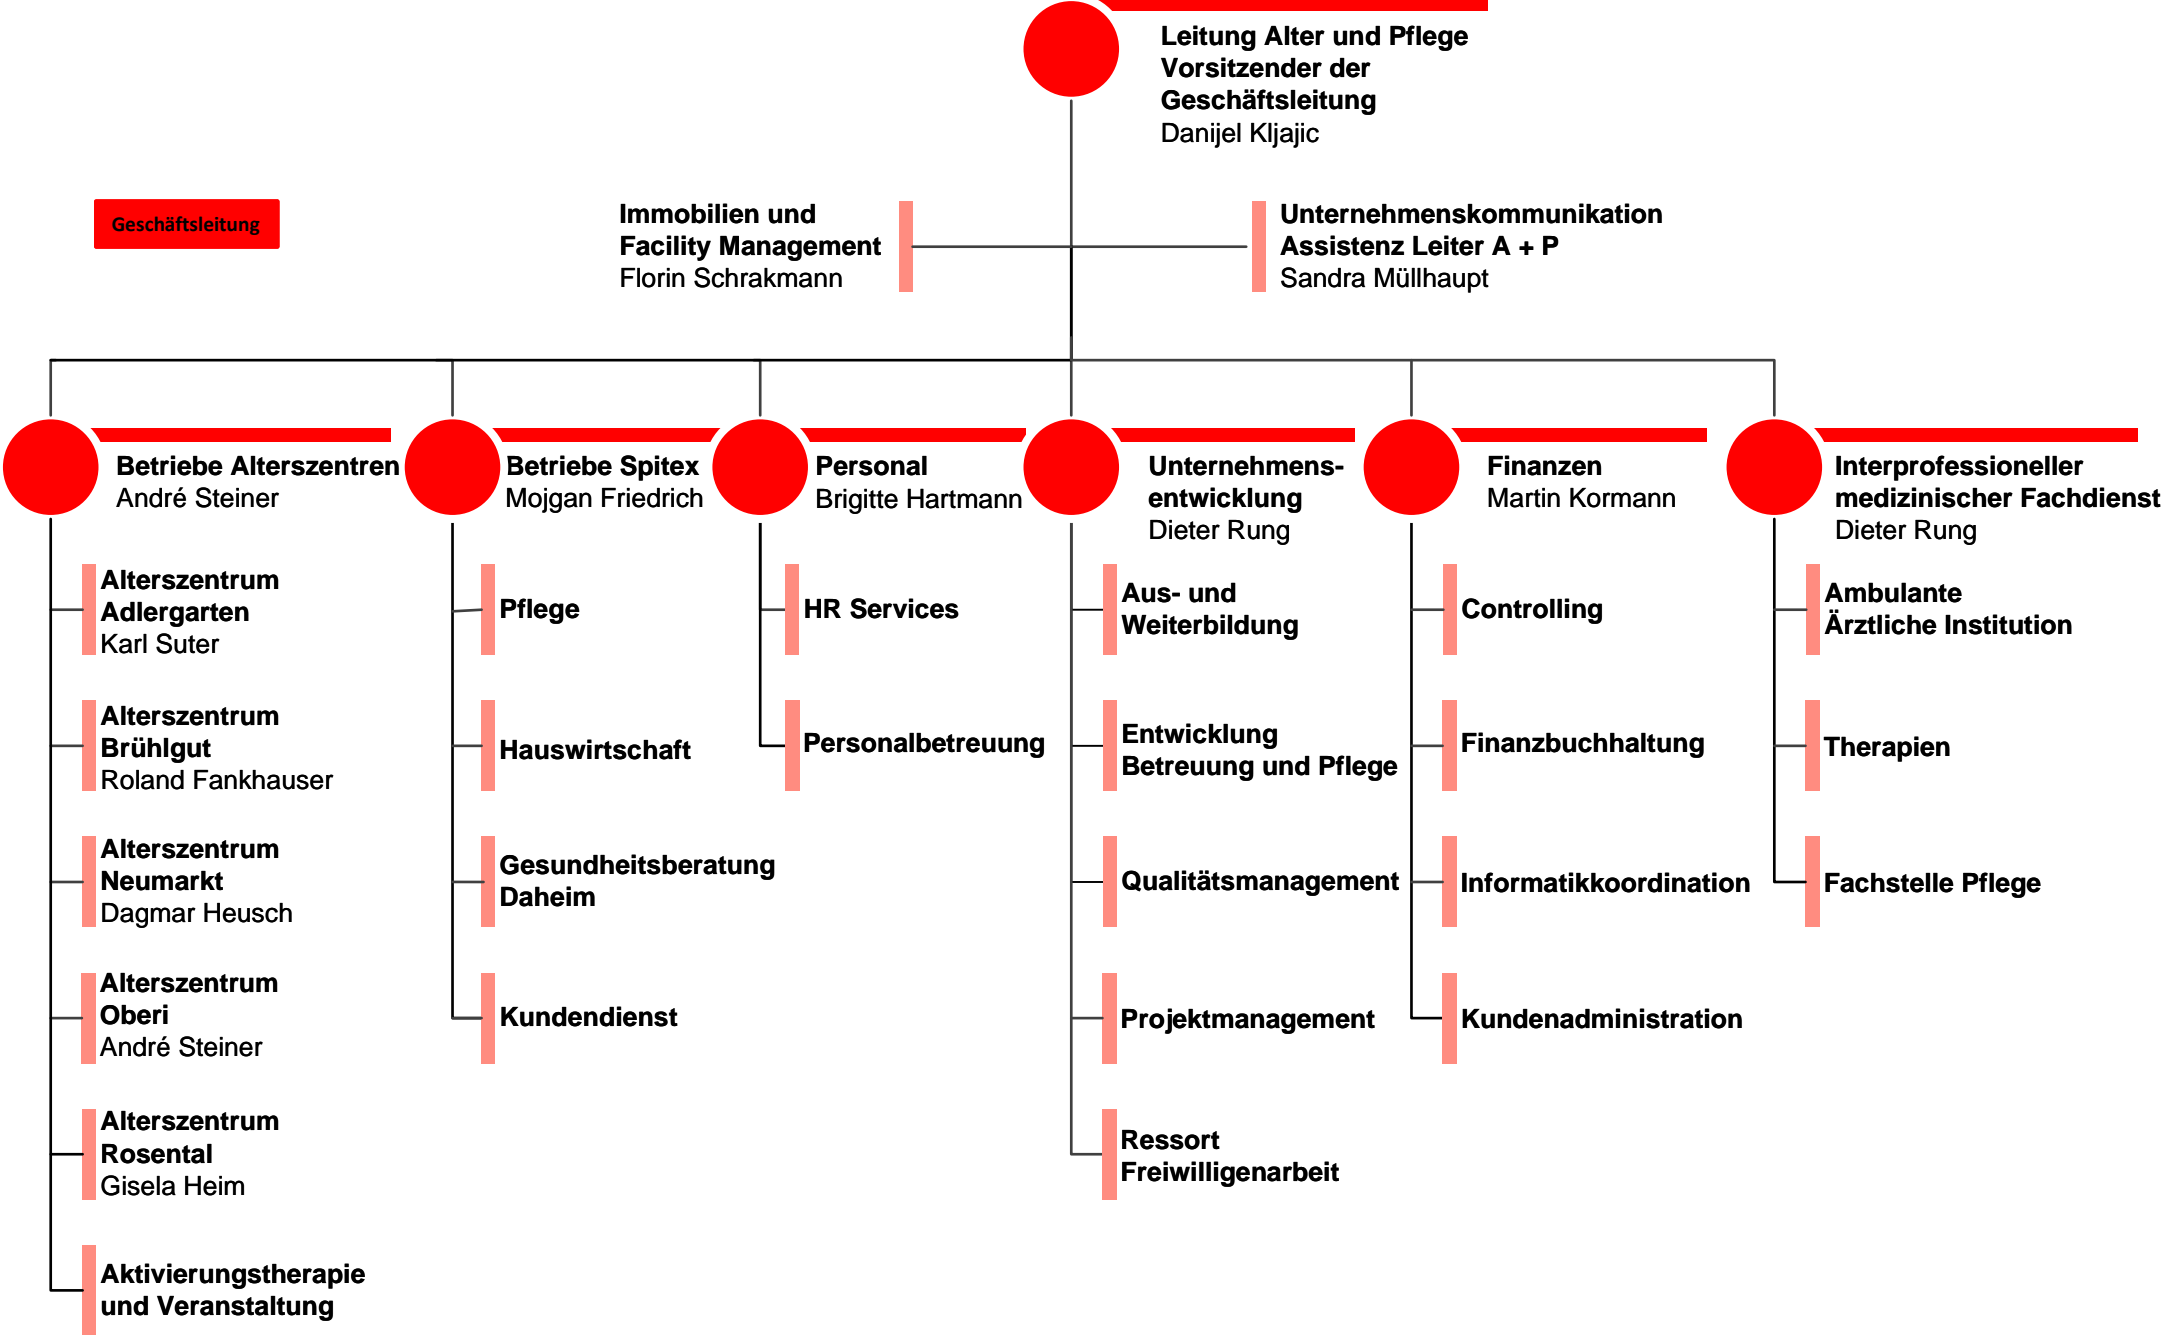 Leitung Alter und Pflege
Vorsitzender der
Geschäftsleitung
Danijel Kljajic
Geschäftsleitung
Immobilien und
Facility Management
Florin Schrakmann
Unternehmenskommunikation
Assistenz Leiter A + P
Sandra Müllhaupt
Betriebe Alterszentren
André Steiner
Alterszentrum
Adlergarten
Karl Suter
Alterszentrum
Brühlgut
Roland Fankhauser
Alterszentrum
Neumarkt
Dagmar Heusch
Alterszentrum
Oberi
André Steiner
Alterszentrum
Rosental
Gisela Heim
Aktivierungstherapie
und Veranstaltung
Betriebe Spitex
Mojgan Friedrich
Pflege
Hauswirtschaft
Gesundheitsberatung
Daheim
Kundendienst
Personal
Brigitte Hartmann
HR Services
Personalbetreuung
Unternehmens-
entwicklung
Dieter Rung
Aus- und
Weiterbildung
Entwicklung
Betreuung und Pflege
Qualitätsmanagement
Projektmanagement
Ressort
Freiwilligenarbeit
Finanzen
Martin Kormann
Controlling
Finanzbuchhaltung
Informatikkoordination
Kundenadministration
Interprofessioneller
medizinischer Fachdienst
Dieter Rung
Ambulante
Ärztliche Institution
Therapien
Fachstelle Pflege